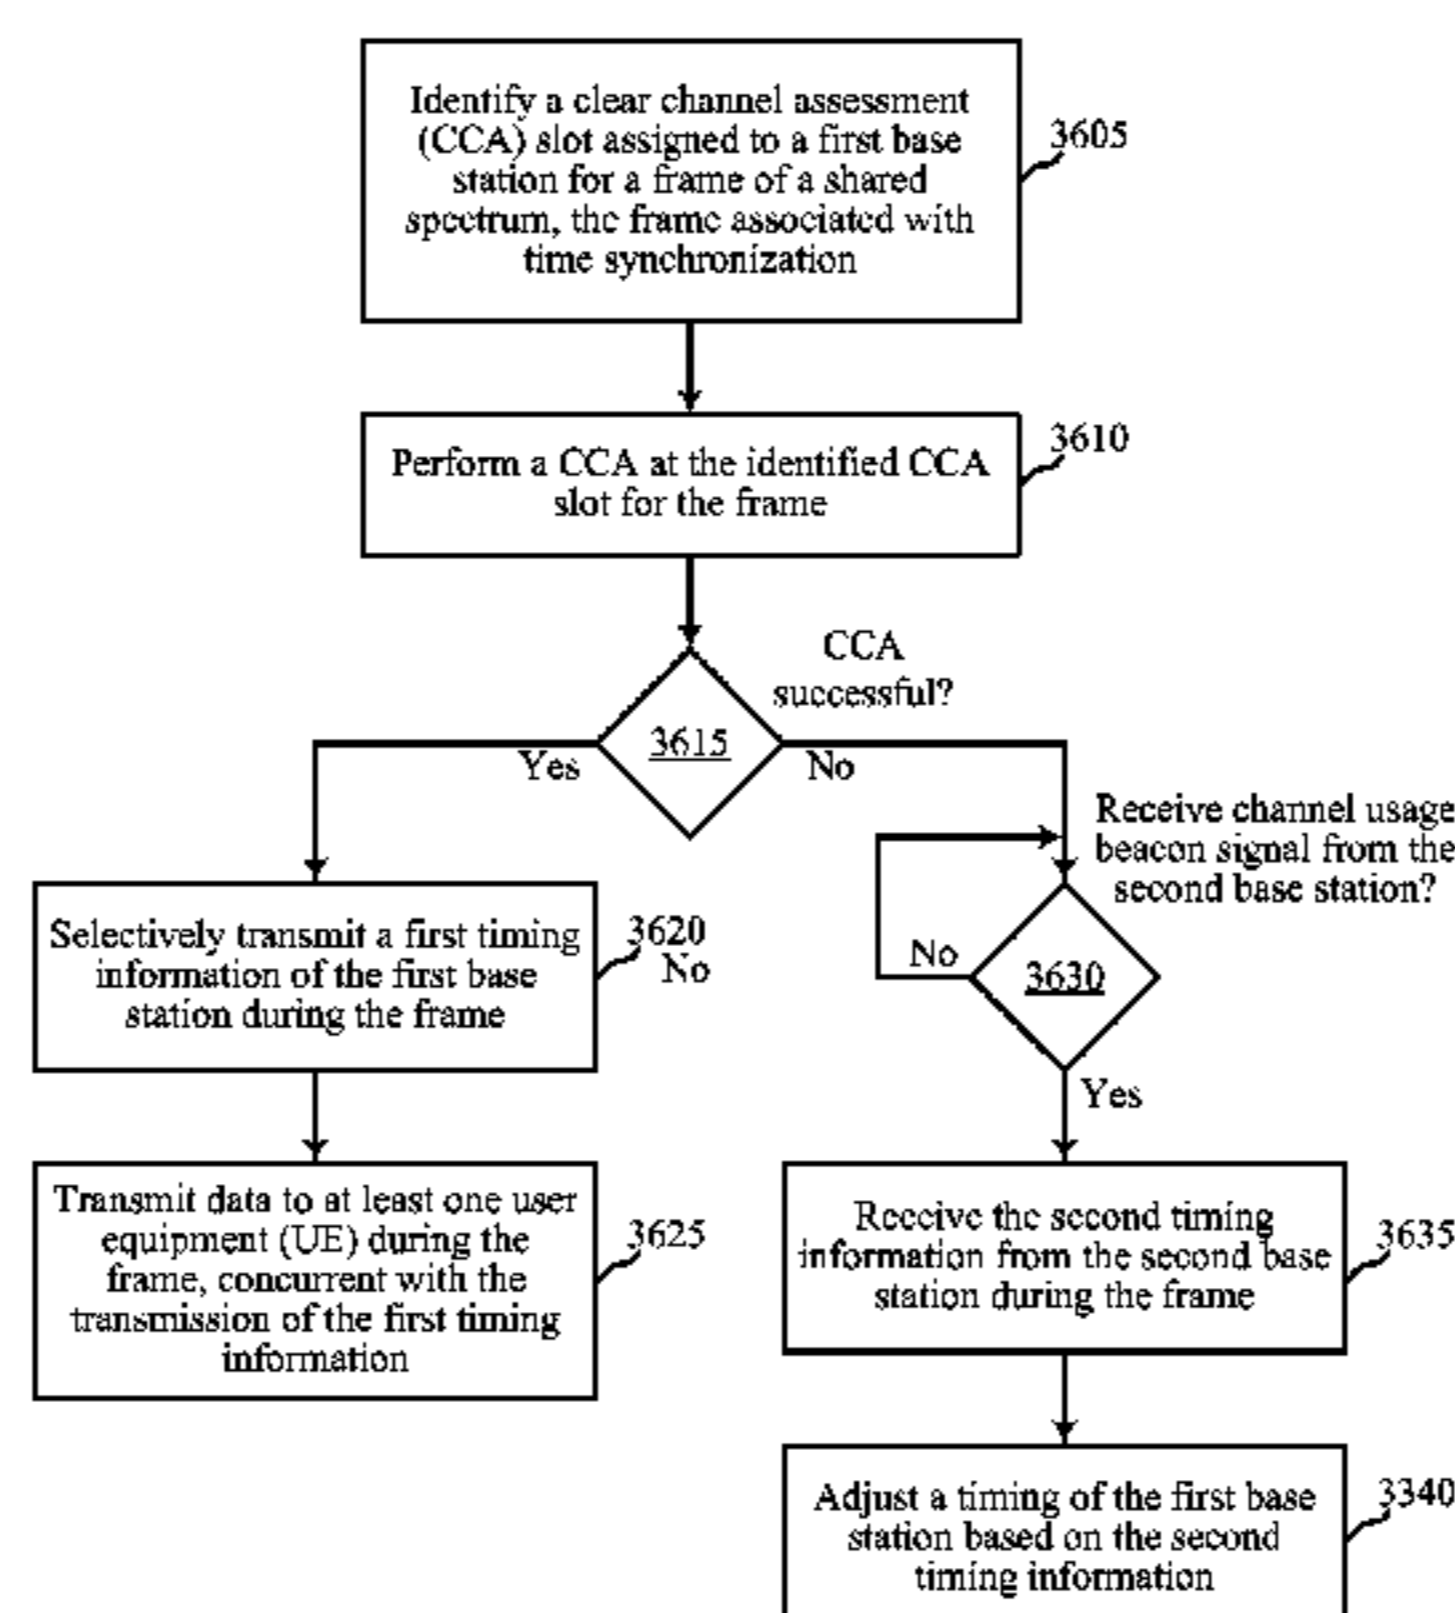 Identify a clear channel assessment
(CCA) slot assigned to a first base
station for a frame of a shared
spectrum, the frame associated with
time synchronization
3605
Perform a CCA at the identified CCA
slot for the frame
3610
CCA
successful?
3615
Yes
No
Receive channel usage
beacon signal from the
second base station?
3630
No
Yes
Selectively transmit a first timing
information of the first base
station during the frame
3620
No
Transmit data to at least one user
equipment (UE) during the
frame, concurrent with the
transmission of the first timing
information
3625
Receive the second timing
information from the second base
station during the frame
3635
Adjust a timing of the first base
station based on the second
timing information
3340